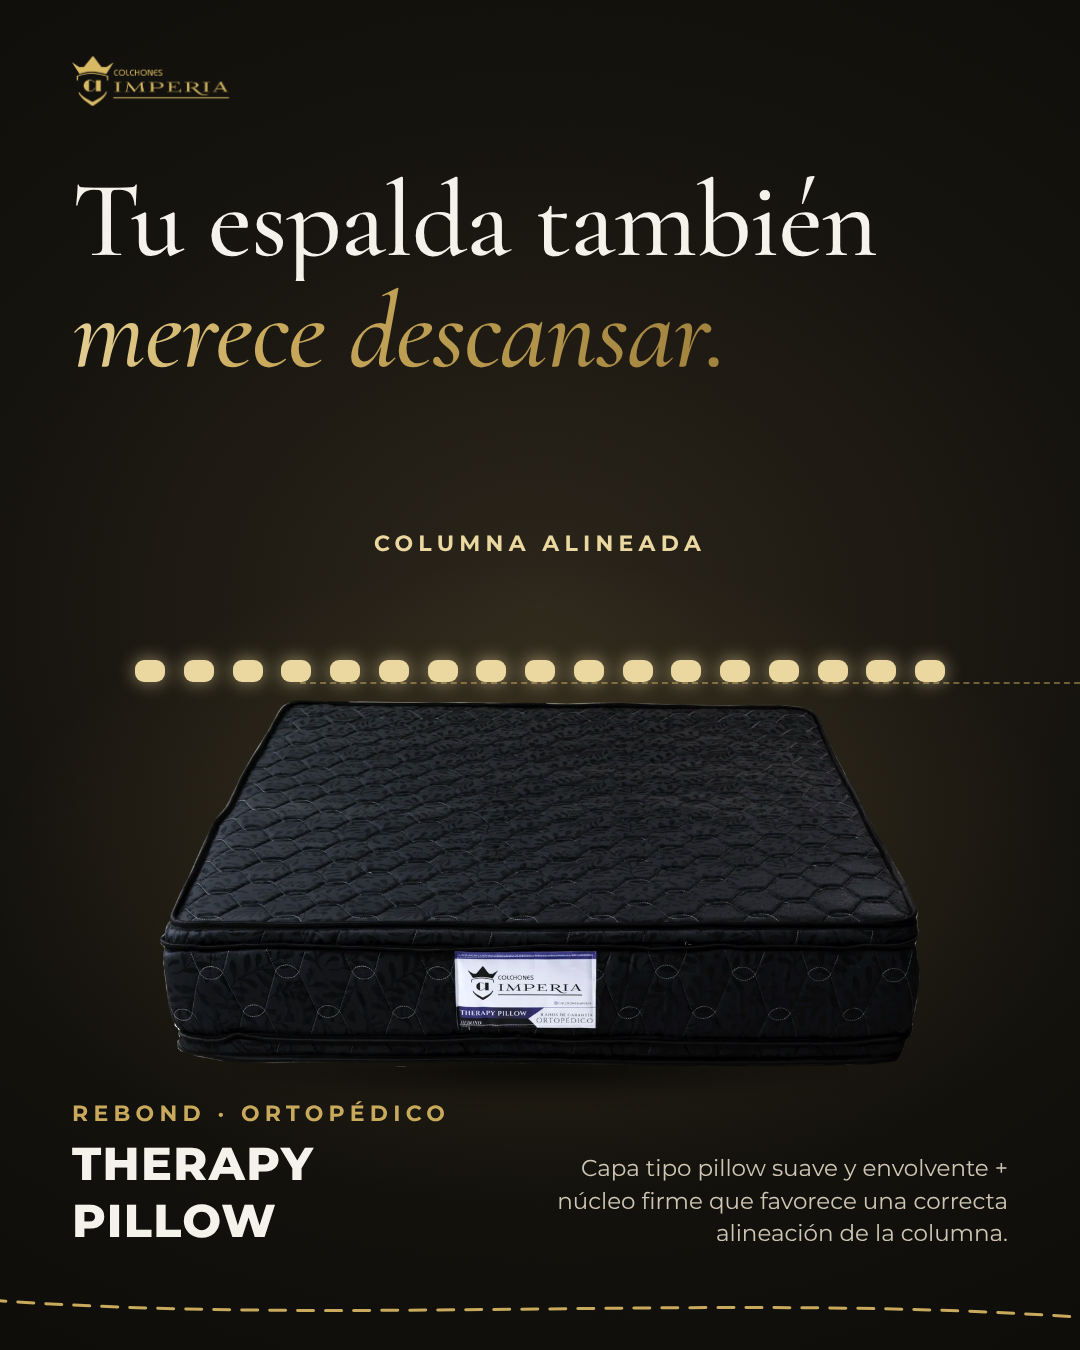 COLCHONES
a IMPERIA
Tu espalda también
merece descansar.
COLUMNA ALINEADA
COLCHONES
a IMPERIA
THERAPY PILLOW
ORTOPÉDICO
REBOND · ORTOPÉDICO
THERAPY
PILLOW
Capa tipo pillow suave y envolvente +
núcleo firme que favorece una correcta
alineación de la columna.